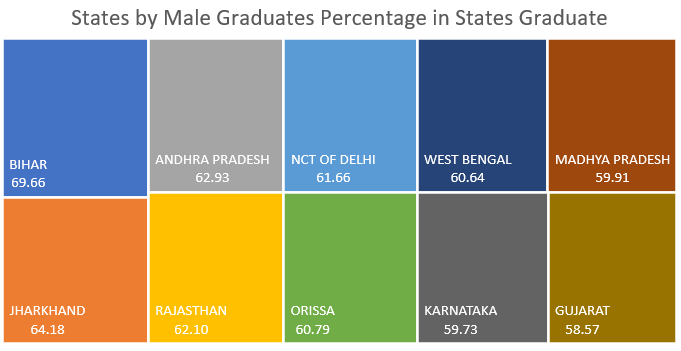 States by Male Graduates Percentage in States Graduate
BIHAR
69.66
ANDHRA PRADESH
62.93
NCT OF DELHI
61.66
WEST BENGAL
60.64
MADHYA PRADESH
59.91
JHARKHAND
64.18
RAJASTHAN
62.10
ORISSA
60.79
KARNATAKA
59.73
GUJARAT
58.57